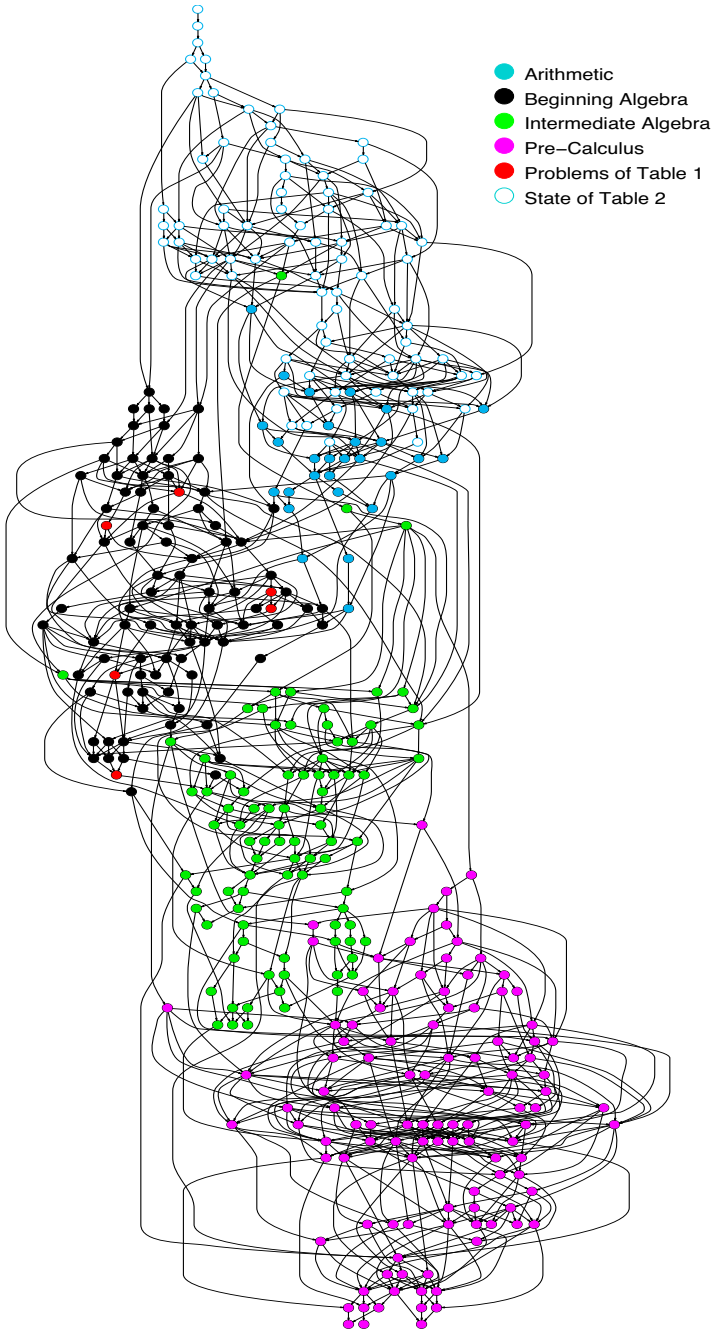 Arithmetic
Beginning Algebra
Intermediate Algebra
Pre−Calculus
Problems of Table 1
State of Table 2